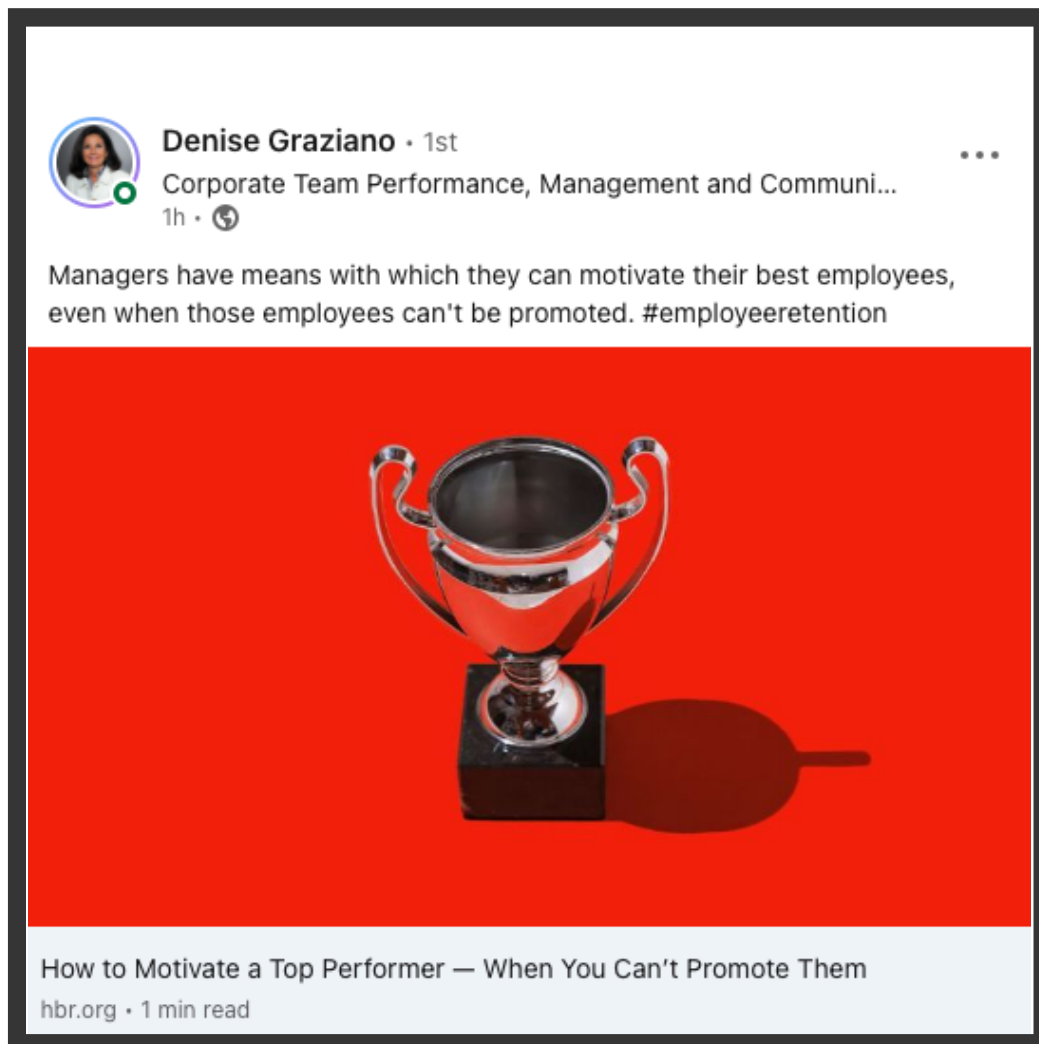 Denise Graziano • 1st
Corporate Team Performance, Management and Communi...
1h •
Managers have means with which they can motivate their best employees,
even when those employees can't be promoted. #employeeretention
How to Motivate a Top Performer — When You Can’t Promote Them
hbr.org • 1 min read